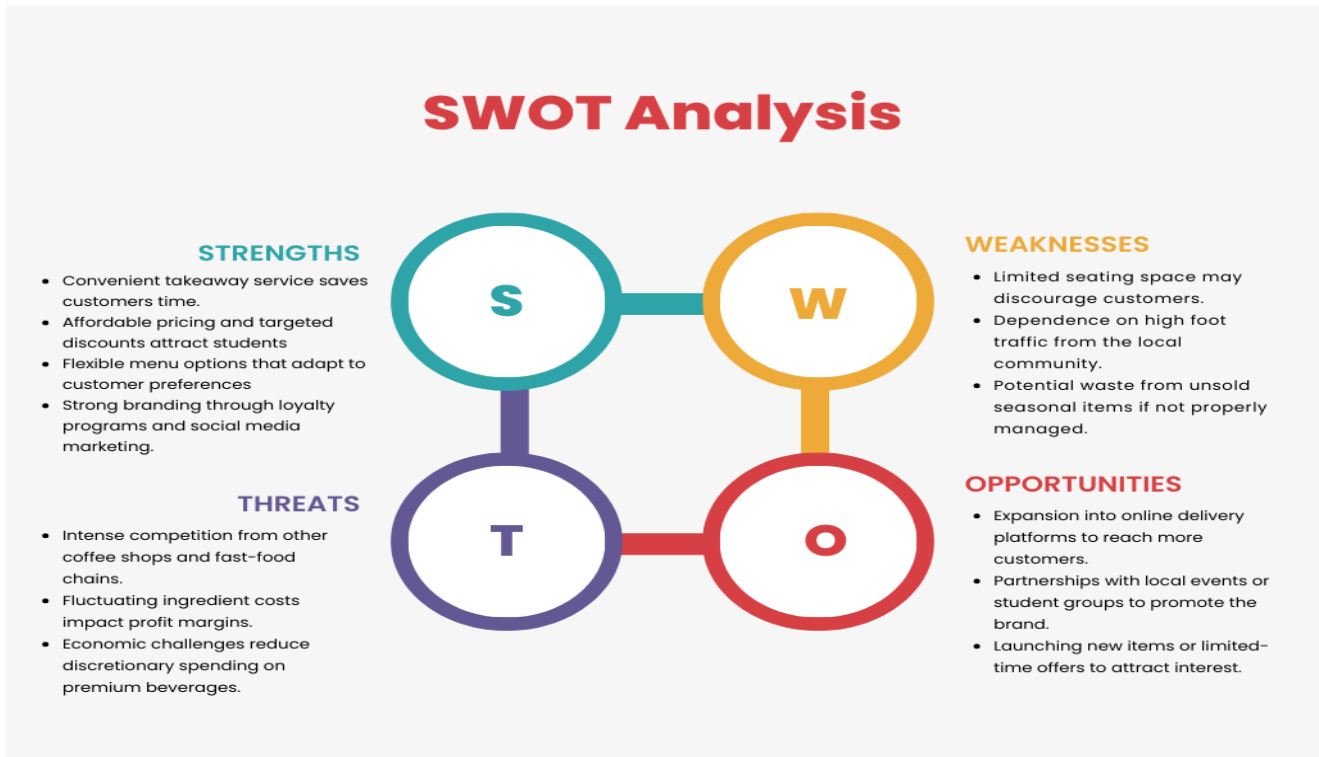 SWOT Analysis
STRENGTHS
• Convenient takeaway service saves
customers time.
• Affordable pricing and targeted
discounts attract students
• Flexible menu options that adapt to
customer preferences
• Strong branding through loyalty
programs and social media
marketing.
S
W
WEAKNESSES
• Limited seating space may
discourage customers.
• Dependence on high foot
traffic from the local
community.
• Potential waste from unsold
seasonal items if not properly
managed.
THREATS
• Intense competition from other
coffee shops and fast-food
chains.
• Fluctuating ingredient costs
impact profit margins.
• Economic challenges reduce
discretionary spending on
premium beverages.
T
O
OPPORTUNITIES
• Expansion into online delivery
platforms to reach more
customers.
• Partnerships with local events or
student groups to promote the
brand.
• Launching new items or limited-
time offers to attract interest.